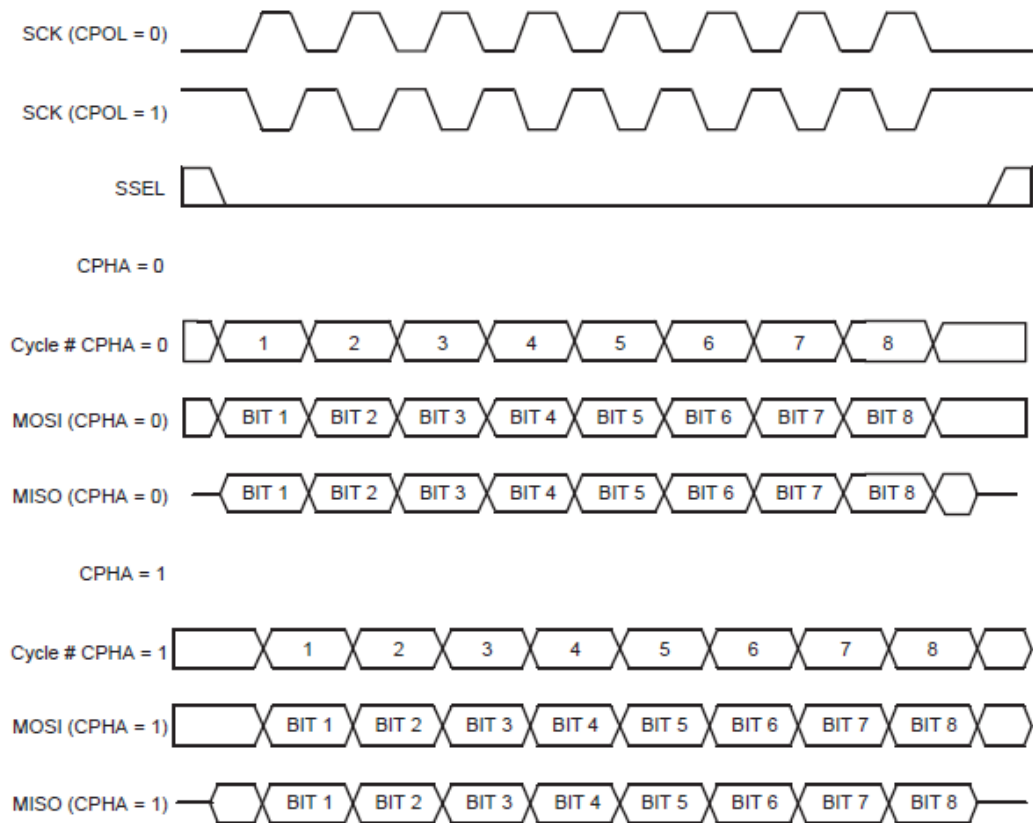 SCK (CPOL = 0)
SCK (CPOL = 1)
SSEL
CPHA = 0
Cycle # CPHA = 0 1 2 3 4 5 6 7 8
MOSI (CPHA = 0) BIT 1 BIT 2 BIT 3 BIT 4 BIT 5 BIT 6 BIT 7 BIT 8
MISO (CPHA = 0) BIT 1 BIT 2 BIT 3 BIT 4 BIT 5 BIT 6 BIT 7 BIT 8
CPHA = 1
Cycle # CPHA = 1 1 2 3 4 5 6 7 8
MOSI (CPHA = 1) BIT 1 BIT 2 BIT 3 BIT 4 BIT 5 BIT 6 BIT 7 BIT 8
MISO (CPHA = 1) BIT 1 BIT 2 BIT 3 BIT 4 BIT 5 BIT 6 BIT 7 BIT 8